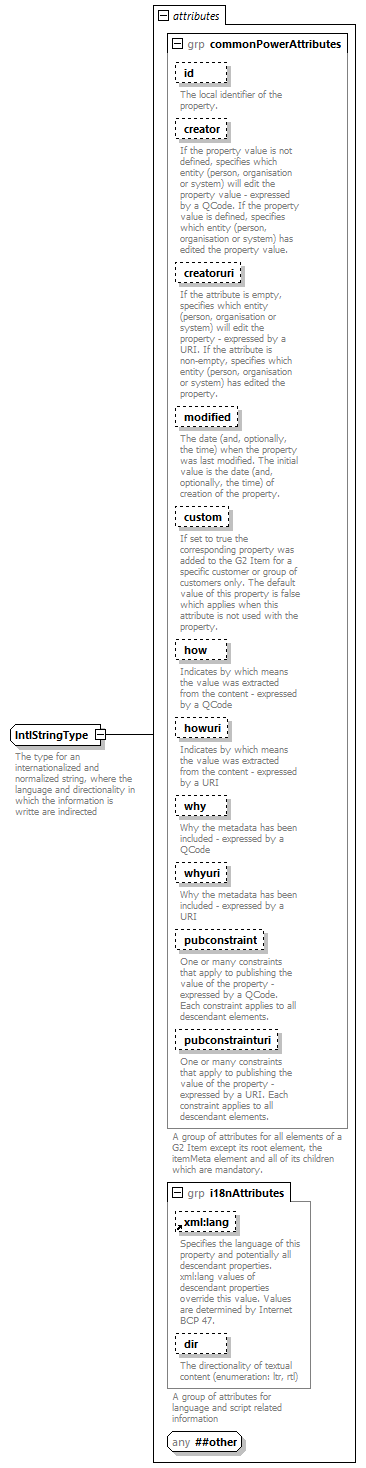 attributes
grp commonPowerAttributes
id
The local identifier of the
property.
creator
If the property value is not
defined, specifies which
entity (person, organisation
or system) will edit the
property value - expressed
by a QCode. If the property
value is defined, specifies
which entity (person,
organisation or system) has
edited the property value.
creatoruri
If the attribute is empty,
specifies which entity
(person, organisation or
system) will edit the
property - expressed by a
URI. If the attribute is
non-empty, specifies which
entity (person, organisation
or system) has edited the
property.
modified
The date (and, optionally,
the time) when the property
was last modified. The initial
value is the date (and,
optionally, the time) of
creation of the property.
custom
If set to true the
corresponding property was
added to the G2 Item for a
specific customer or group of
customers only. The default
value of this property is false
which applies when this
attribute is not used with the
property.
how
Indicates by which means
the value was extracted
from the content - expressed
by a QCode
howuri
Indicates by which means
the value was extracted
from the content - expressed
by a URI
why
Why the metadata has been
included - expressed by a
QCode
whyuri
Why the metadata has been
included - expressed by a
URI
pubconstraint
One or many constraints
that apply to publishing the
value of the property -
expressed by a QCode.
Each constraint applies to all
descendant elements.
pubconstrainturi
One or many constraints
that apply to publishing the
value of the property -
expressed by a URI. Each
constraint applies to all
descendant elements.
A group of attributes for all elements of a
G2 Item except its root element, the
itemMeta element and all of its children
which are mandatory.
grp i18nAttributes
xml:lang
Specifies the language of this
property and potentially all
descendant properties.
xml:lang values of
descendant properties
override this value. Values
are determined by Internet
BCP 47.
dir
The directionality of textual
content (enumeration: ltr, rtl)
A group of attributes for
language and script related
information
any ##other
IntlStringType
The type for an
internationalized and
normalized string, where the
language and directionality in
which the information is
writte are indirected